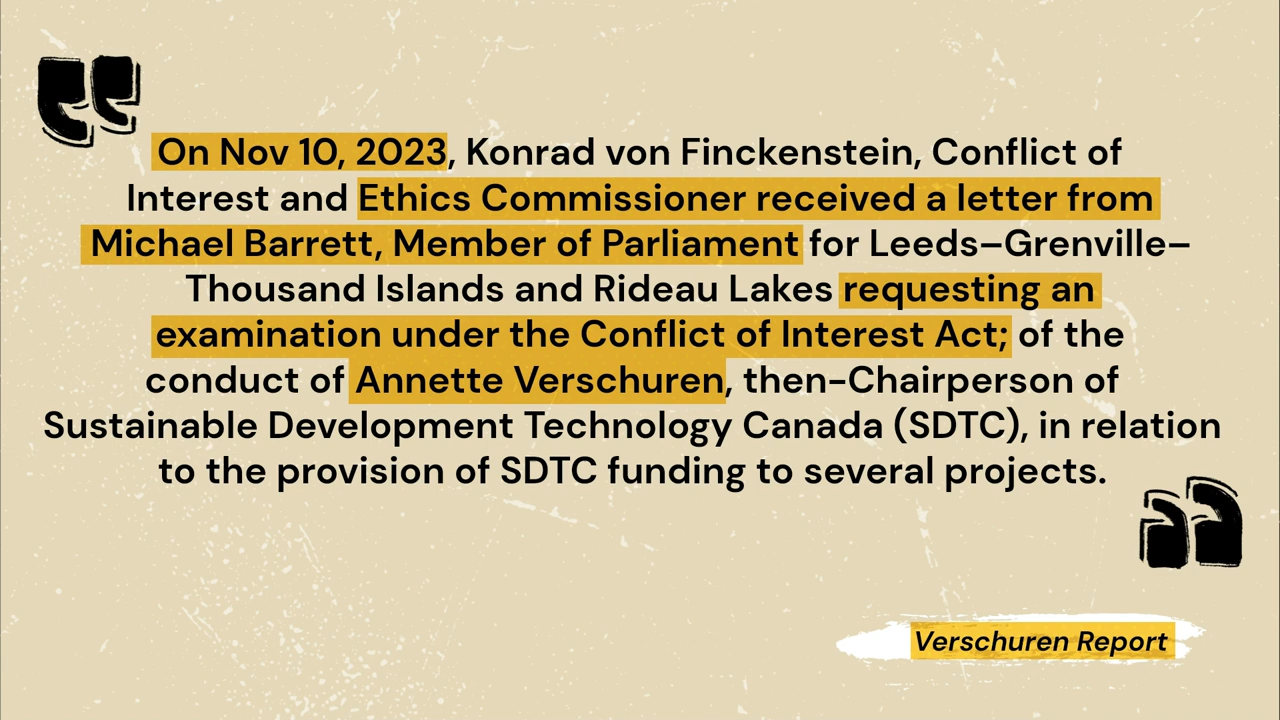 On Nov 10, 2023, Konrad von Finckenstein, Conflict of
Interest and Ethics Commissioner received a letter from
Michael Barrett, Member of Parliament for Leeds–Grenville–
Thousand Islands and Rideau Lakes requesting an
examination under the Conflict of Interest Act; of the
conduct of Annette Verschuren, then-Chairperson of
Sustainable Development Technology Canada (SDTC), in relation
to the provision of SDTC funding to several projects.
Verschuren Report